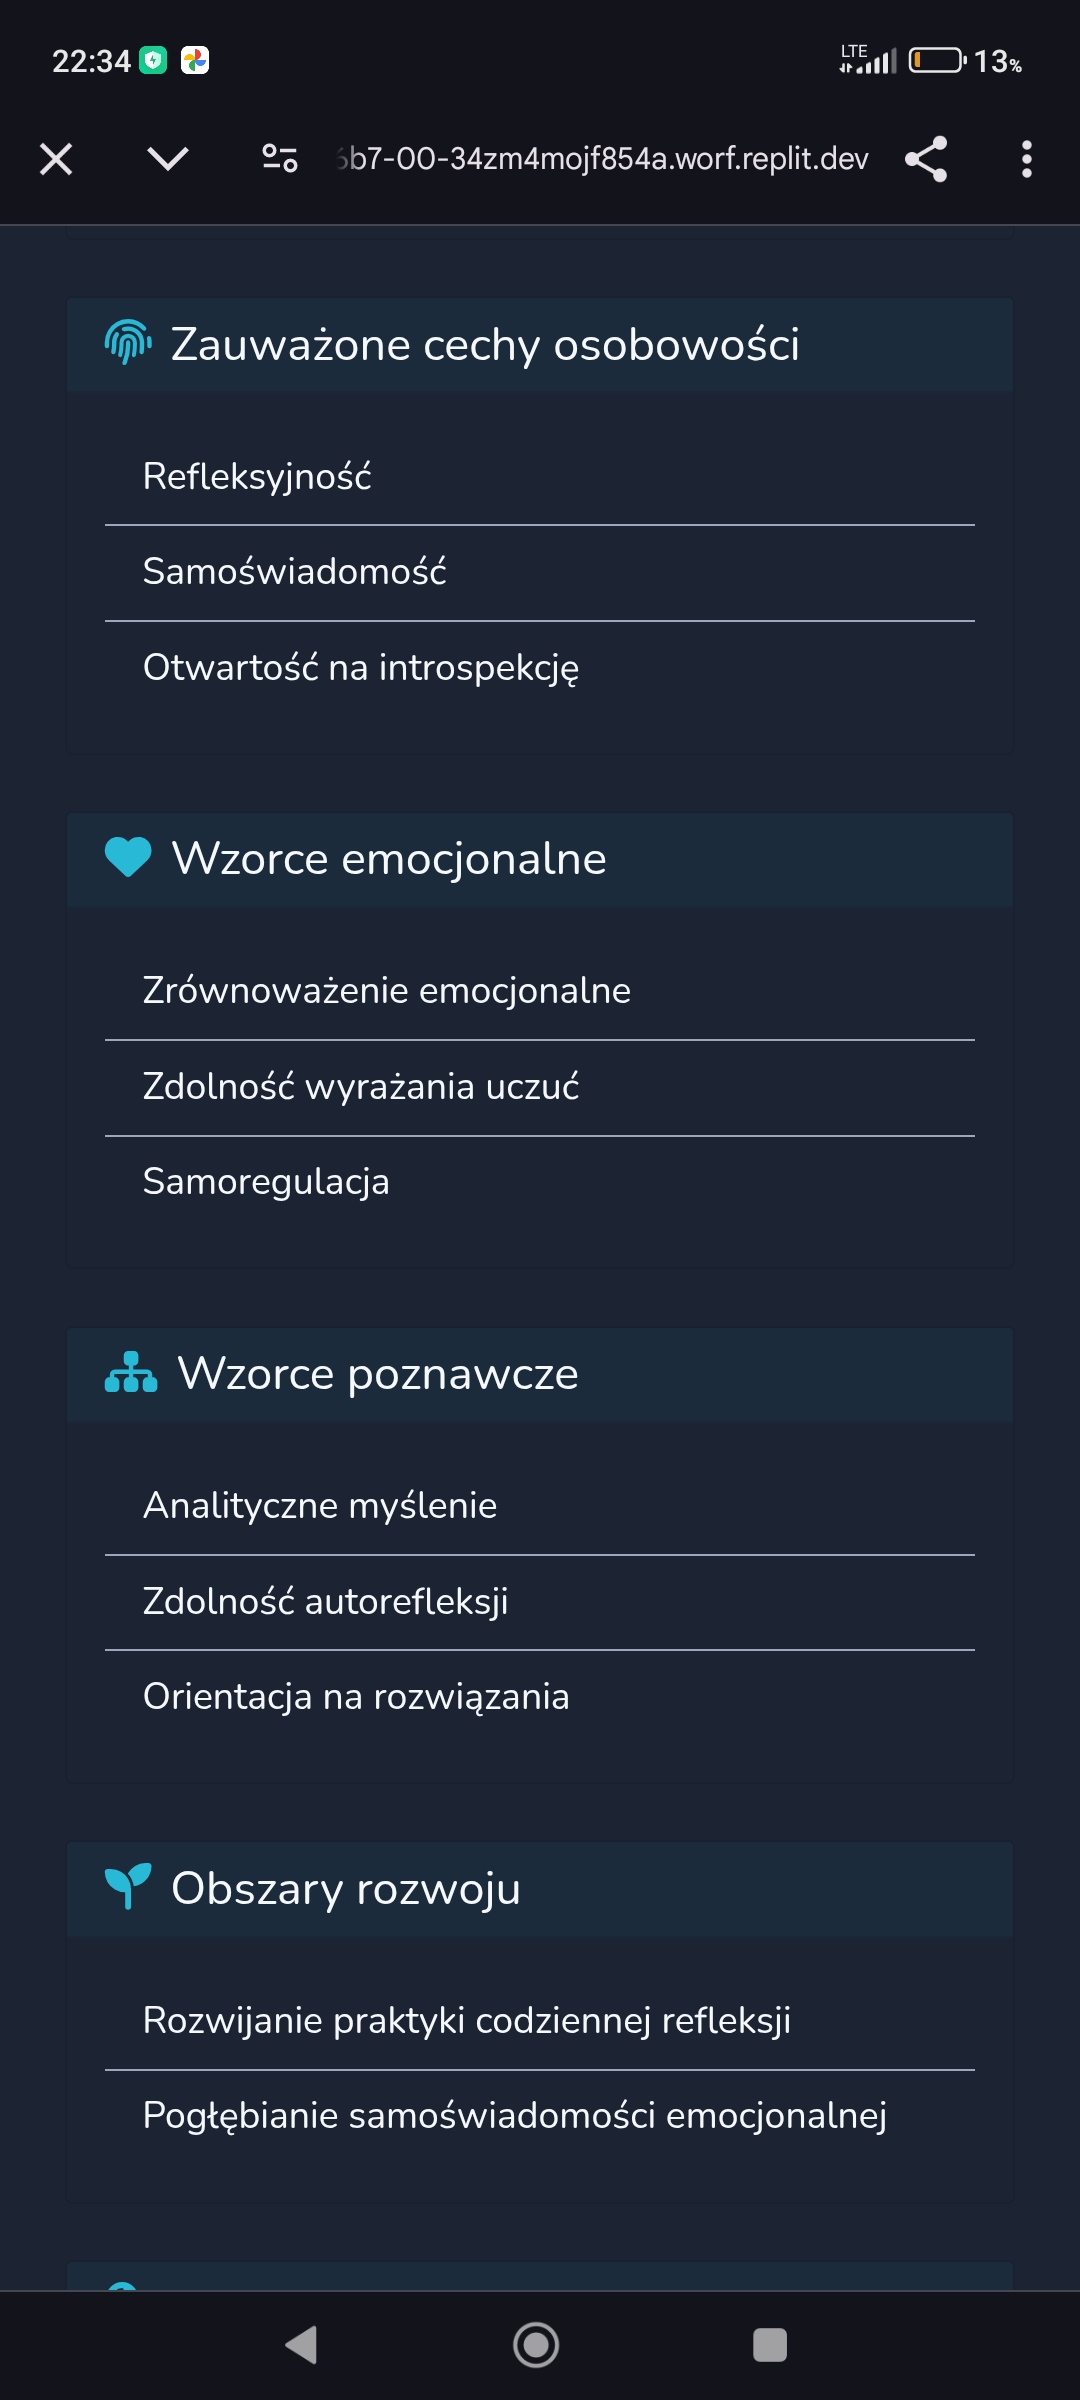 22:34
LTE
13%
6b7-00-34zm4mojf854a.worf.replit.dev
Zauważone cechy osobowości
Refleksyjność
Samoświadomość
Otwartość na introspekcję
Wzorce emocjonalne
Zrównoważenie emocjonalne
Zdolność wyrażania uczuć
Samoregulacja
Wzorce poznawcze
Analityczne myślenie
Zdolność autorefleksji
Orientacja na rozwiązania
Obszary rozwoju
Rozwijanie praktyki codziennej refleksji
Pogłębianie samoświadomości emocjonalnej